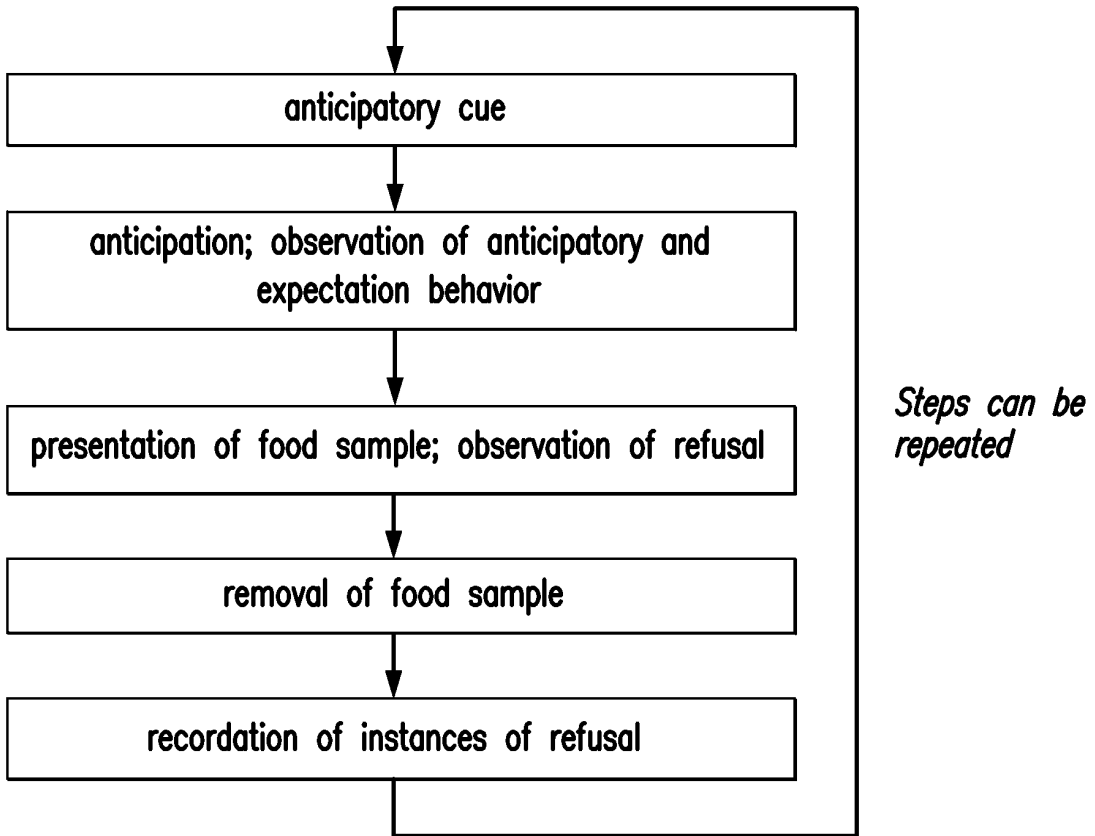 anticipatory cue
anticipation; observation of anticipatory and
expectation behavior
presentation of food sample; observation of refusal
Steps can be
repeated
removal of food sample
recordation of instances of refusal